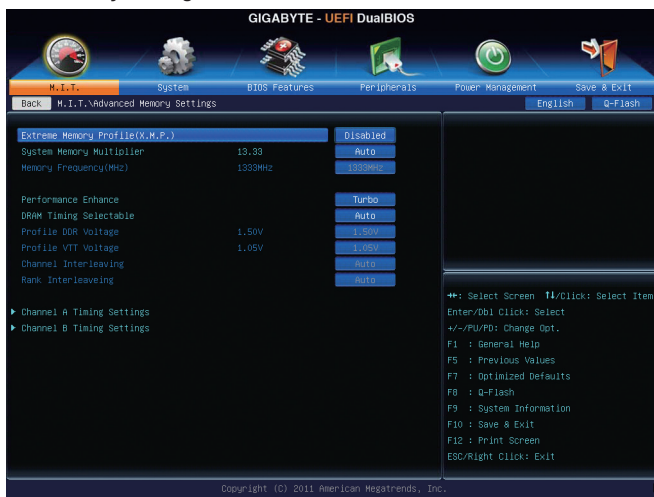 GIGABYTE - UEFI DualBIOS
M.I.T. System BIOS Features Peripherals Power Management Save & Exit
Back M.I.T.\Advanced Memory Settings English Q-Flash
Extreme Memory Profile(X.M.P.) Disabled
System Memory Multiplier 13.33 Auto
Memory Frequency(MHz) 1333MHz 1333MHz
Performance Enhance Turbo
DRAM Timing Selectable Auto
Profile DDR Voltage 1.50V 1.50V
Profile VTT Voltage 1.05V 1.05V
Channel Interleaving Auto
Rank Interleaveing Auto
Channel A Timing Settings
Channel B Timing Settings
→←: Select Screen ↑↓/Click: Select Item
Enter/Dbl Click: Select
+/-/PU/PD: Change Opt.
F1 : General Help
F5 : Previous Values
F7 : Optimized Defaults
F8 : Q-Flash
F9 : System Information
F10 : Save & Exit
F12 : Print Screen
ESC/Right Click: Exit
Copyright (C) 2011 American Megatrends, Inc.